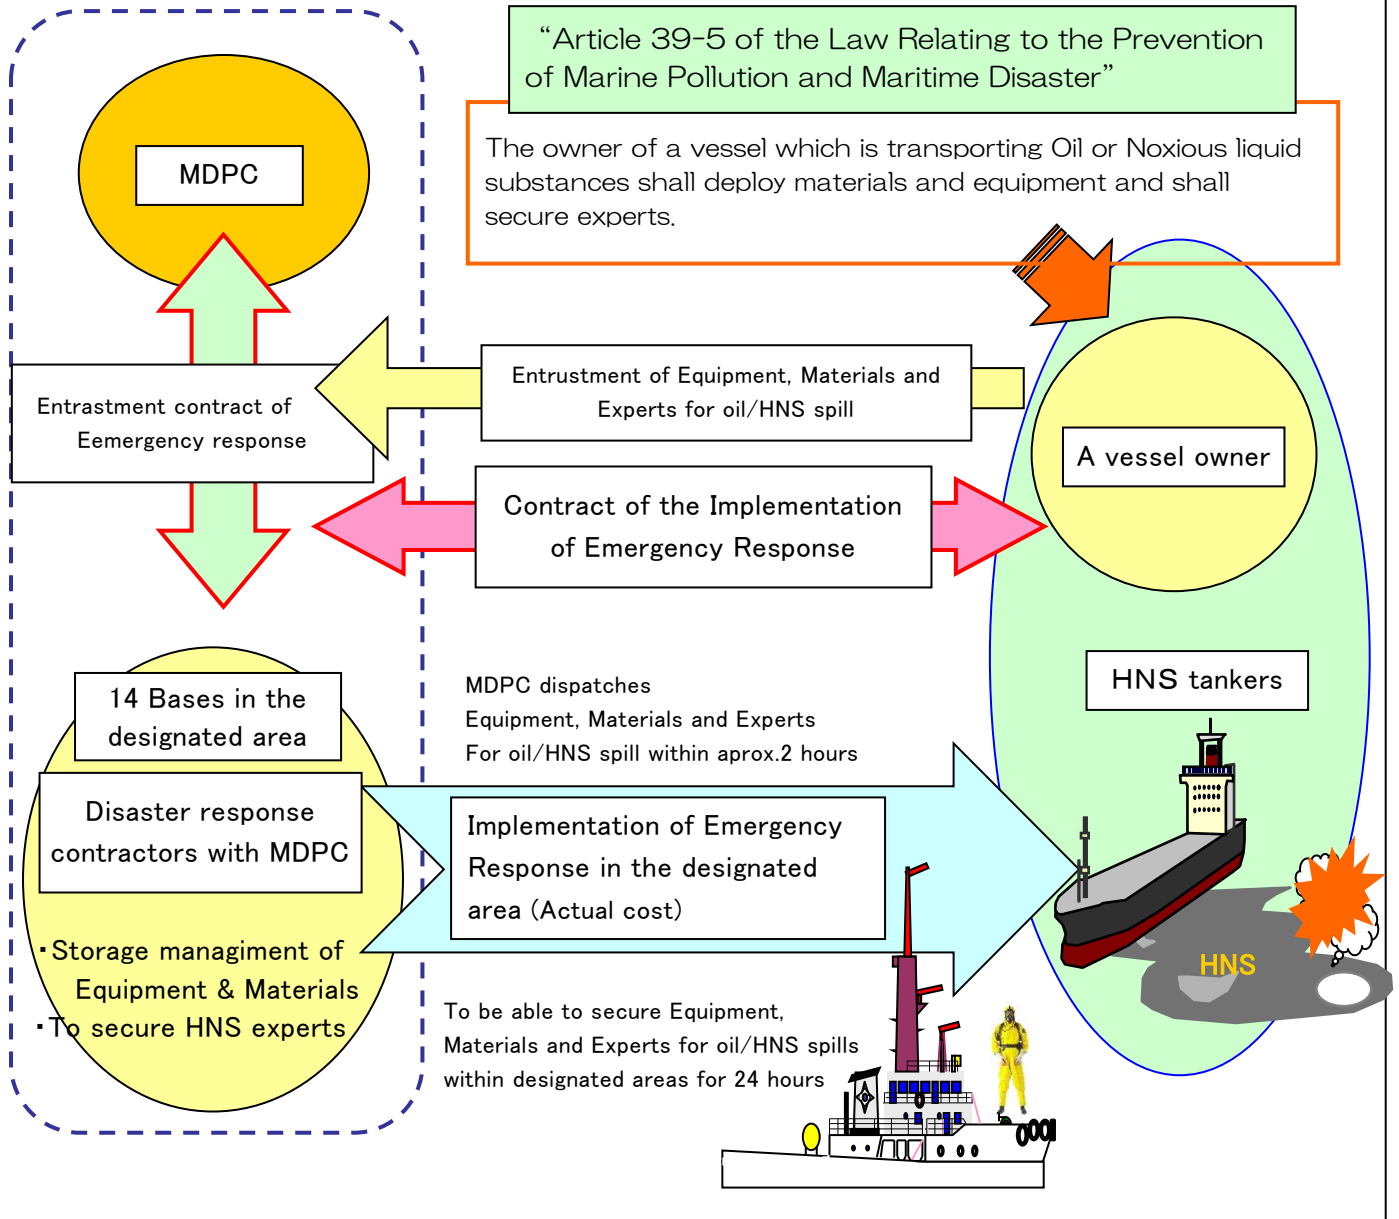 “Article 39-5 of the Law Relating to the Prevention
of Marine Pollution and Maritime Disaster”
The owner of a vessel which is transporting Oil or Noxious liquid
substances shall deploy materials and equipment and shall
secure experts.
MDPC
Entrastment contract of
Eemergency response
Entrustment of Equipment, Materials and
Experts for oil/HNS spill
A vessel owner
Contract of the Implementation
of Emergency Response
HNS tankers
14 Bases in the
designated area
MDPC dispatches
Equipment, Materials and Experts
For oil/HNS spill within aprox.2 hours
Disaster response
contractors with MDPC
Implementation of Emergency
Response in the designated
area (Actual cost)
・Storage managiment of
Equipment & Materials
・To secure HNS experts
HNS
To be able to secure Equipment,
Materials and Experts for oil/HNS spills
within designated areas for 24 hours